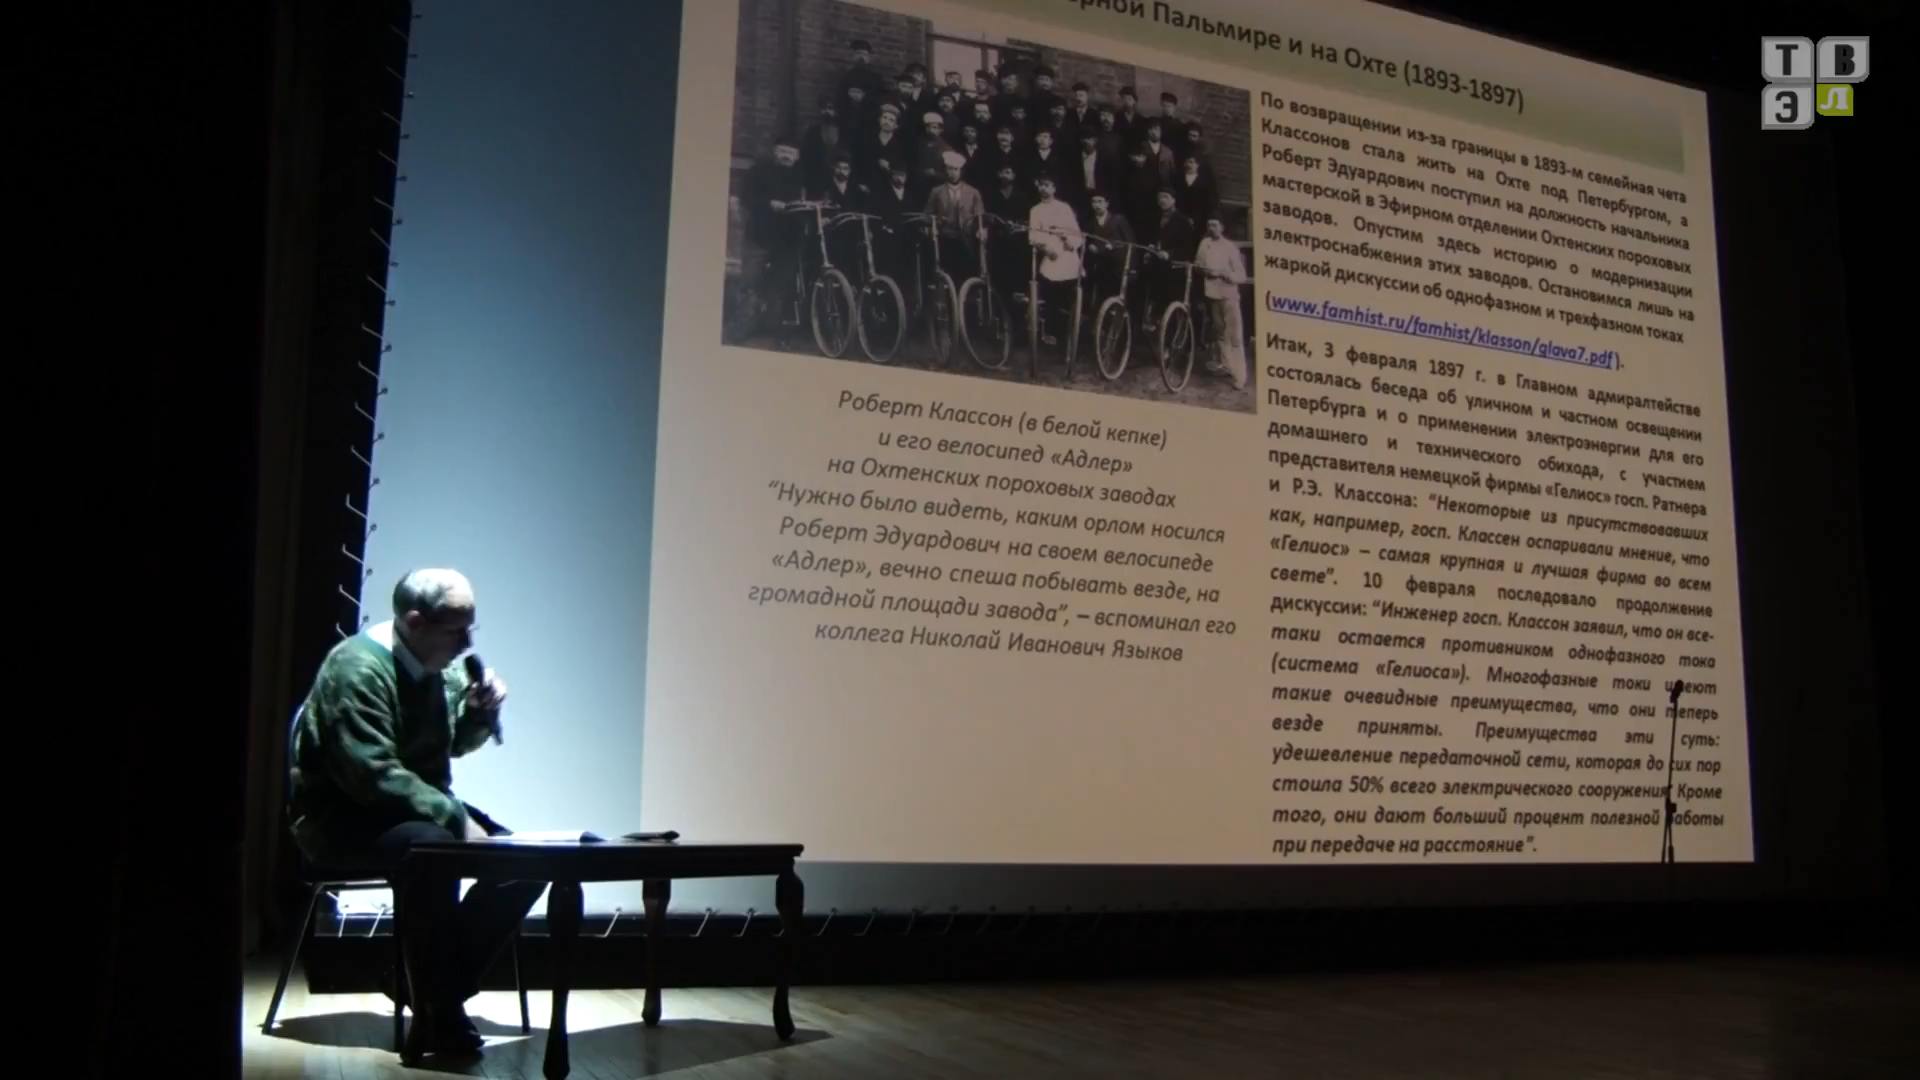 Пальмире и на Охте (1893-1897)
Роберт Классон (в белой кепке)
и его велосипед «Адлер»
на Охтенских пороховых заводах
“Нужно было видеть, каким орлом носился
Роберт Эдуардович на своем велосипеде
«Адлер», вечно спеша побывать везде, на
громадной площади завода”, – вспоминал его
коллега Николай Иванович Языков
По возвращении из-за границы в 1893-м семейная чета
Классонов стала жить на Охте под Петербургом, а
Роберт Эдуардович поступил на должность начальника
мастерской в Эфирном отделении Охтенских пороховых
заводов. Опустим здесь историю о модернизации
электроснабжения этих заводов. Остановимся лишь на
жаркой дискуссии об однофазном и трехфазном токах
(www.famhist.ru/famhist/klasson/glava7.pdf).
Итак, 3 февраля 1897 г. в Главном адмиралтействе
состоялась беседа об уличном и частном освещении
Петербурга и о применении электроэнергии для его
домашнего и технического обихода, с участием
представителя немецкой фирмы «Гелиос» госп. Ратнера
и Р.Э. Классона: “Некоторые из присутствовавших
как, например, госп. Классен оспаривали мнение, что
«Гелиос» – самая крупная и лучшая фирма во всем
свете”. 10 февраля последовало продолжение
дискуссии: “Инженер госп. Классон заявил, что он все-
таки остается противником однофазного тока
(система «Гелиоса»). Многофазные токи имеют
такие очевидные преимущества, что они теперь
везде приняты. Преимущества эти суть:
удешевление передаточной сети, которая до сих пор
стоила 50% всего электрического сооружения. Кроме
того, они дают больший процент полезной работы
при передаче на расстояние”.
ТВ
ЭЛ